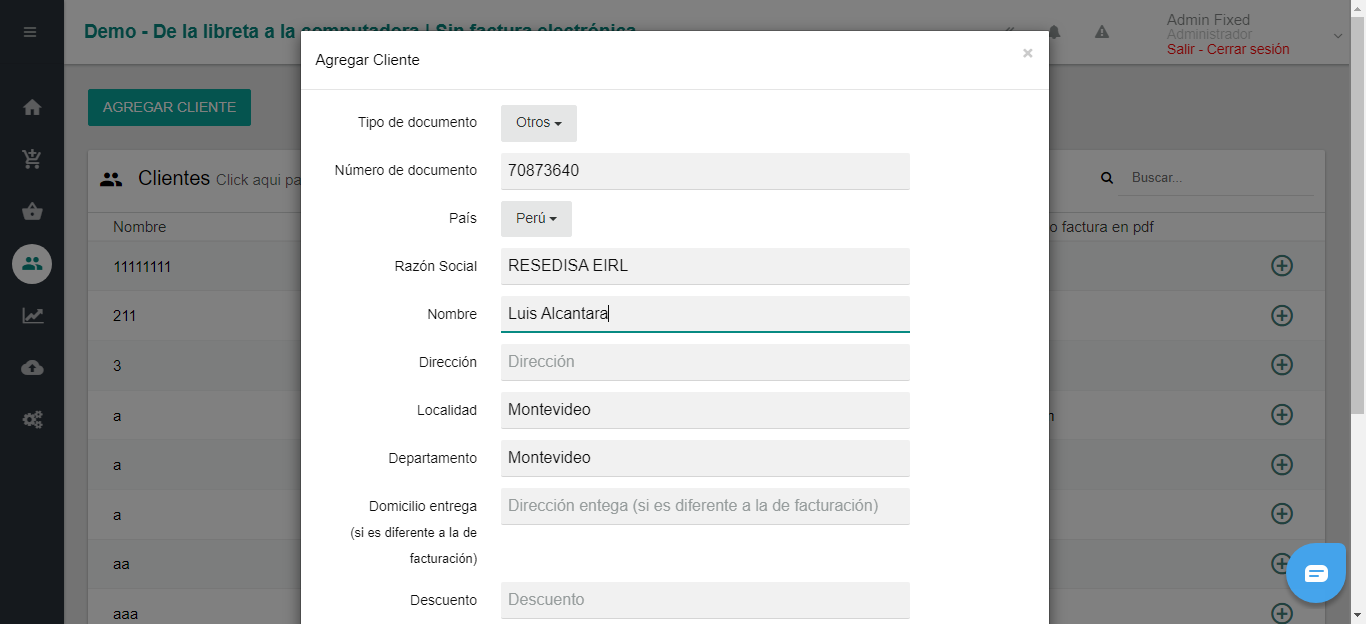 Demo - De la libreta a la computadora | Sin factura electrónica
Admin Fixed
Administrador
Salir - Cerrar sesión
Agregar Cliente
×
AGREGAR CLIENTE
Tipo de documento
Otros
Número de documento
70873640
Clientes Click aqui pa
Buscar...
País
Perú
Nombre
o factura en pdf
Razón Social
RESEDISA EIRL
11111111
Nombre
Luis Alcantara
211
Dirección
Dirección
3
Localidad
Montevideo
a
Departamento
Montevideo
a
Domicilio entrega
(si es diferente a la de
facturación)
Dirección entega (si es diferente a la de facturación)
a
aa
Descuento
Descuento
aaa